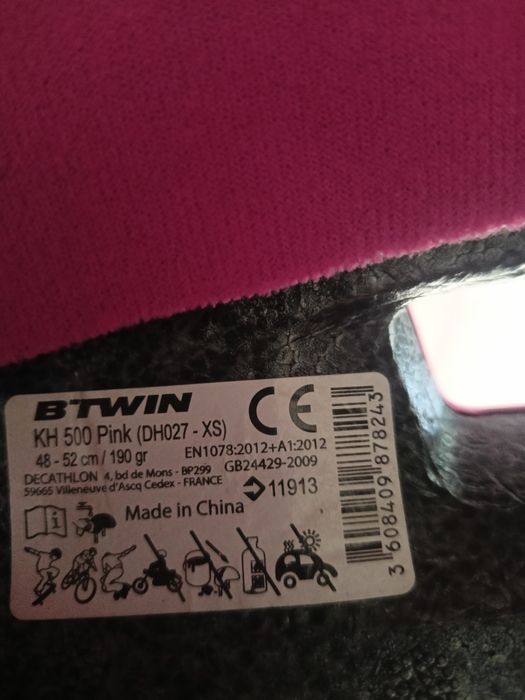 BTWIN
KH 500 Pink (DH027 - XS)
48 - 52 cm / 190 gr
EN1078:2012+A1:2012
DECATHLON 4, bd de Mons - BP299
GB24429-2009
59665 Villeneuve d'Ascq Cedex - FRANCE
11913
Made in China
CE
i
3 608409 878243